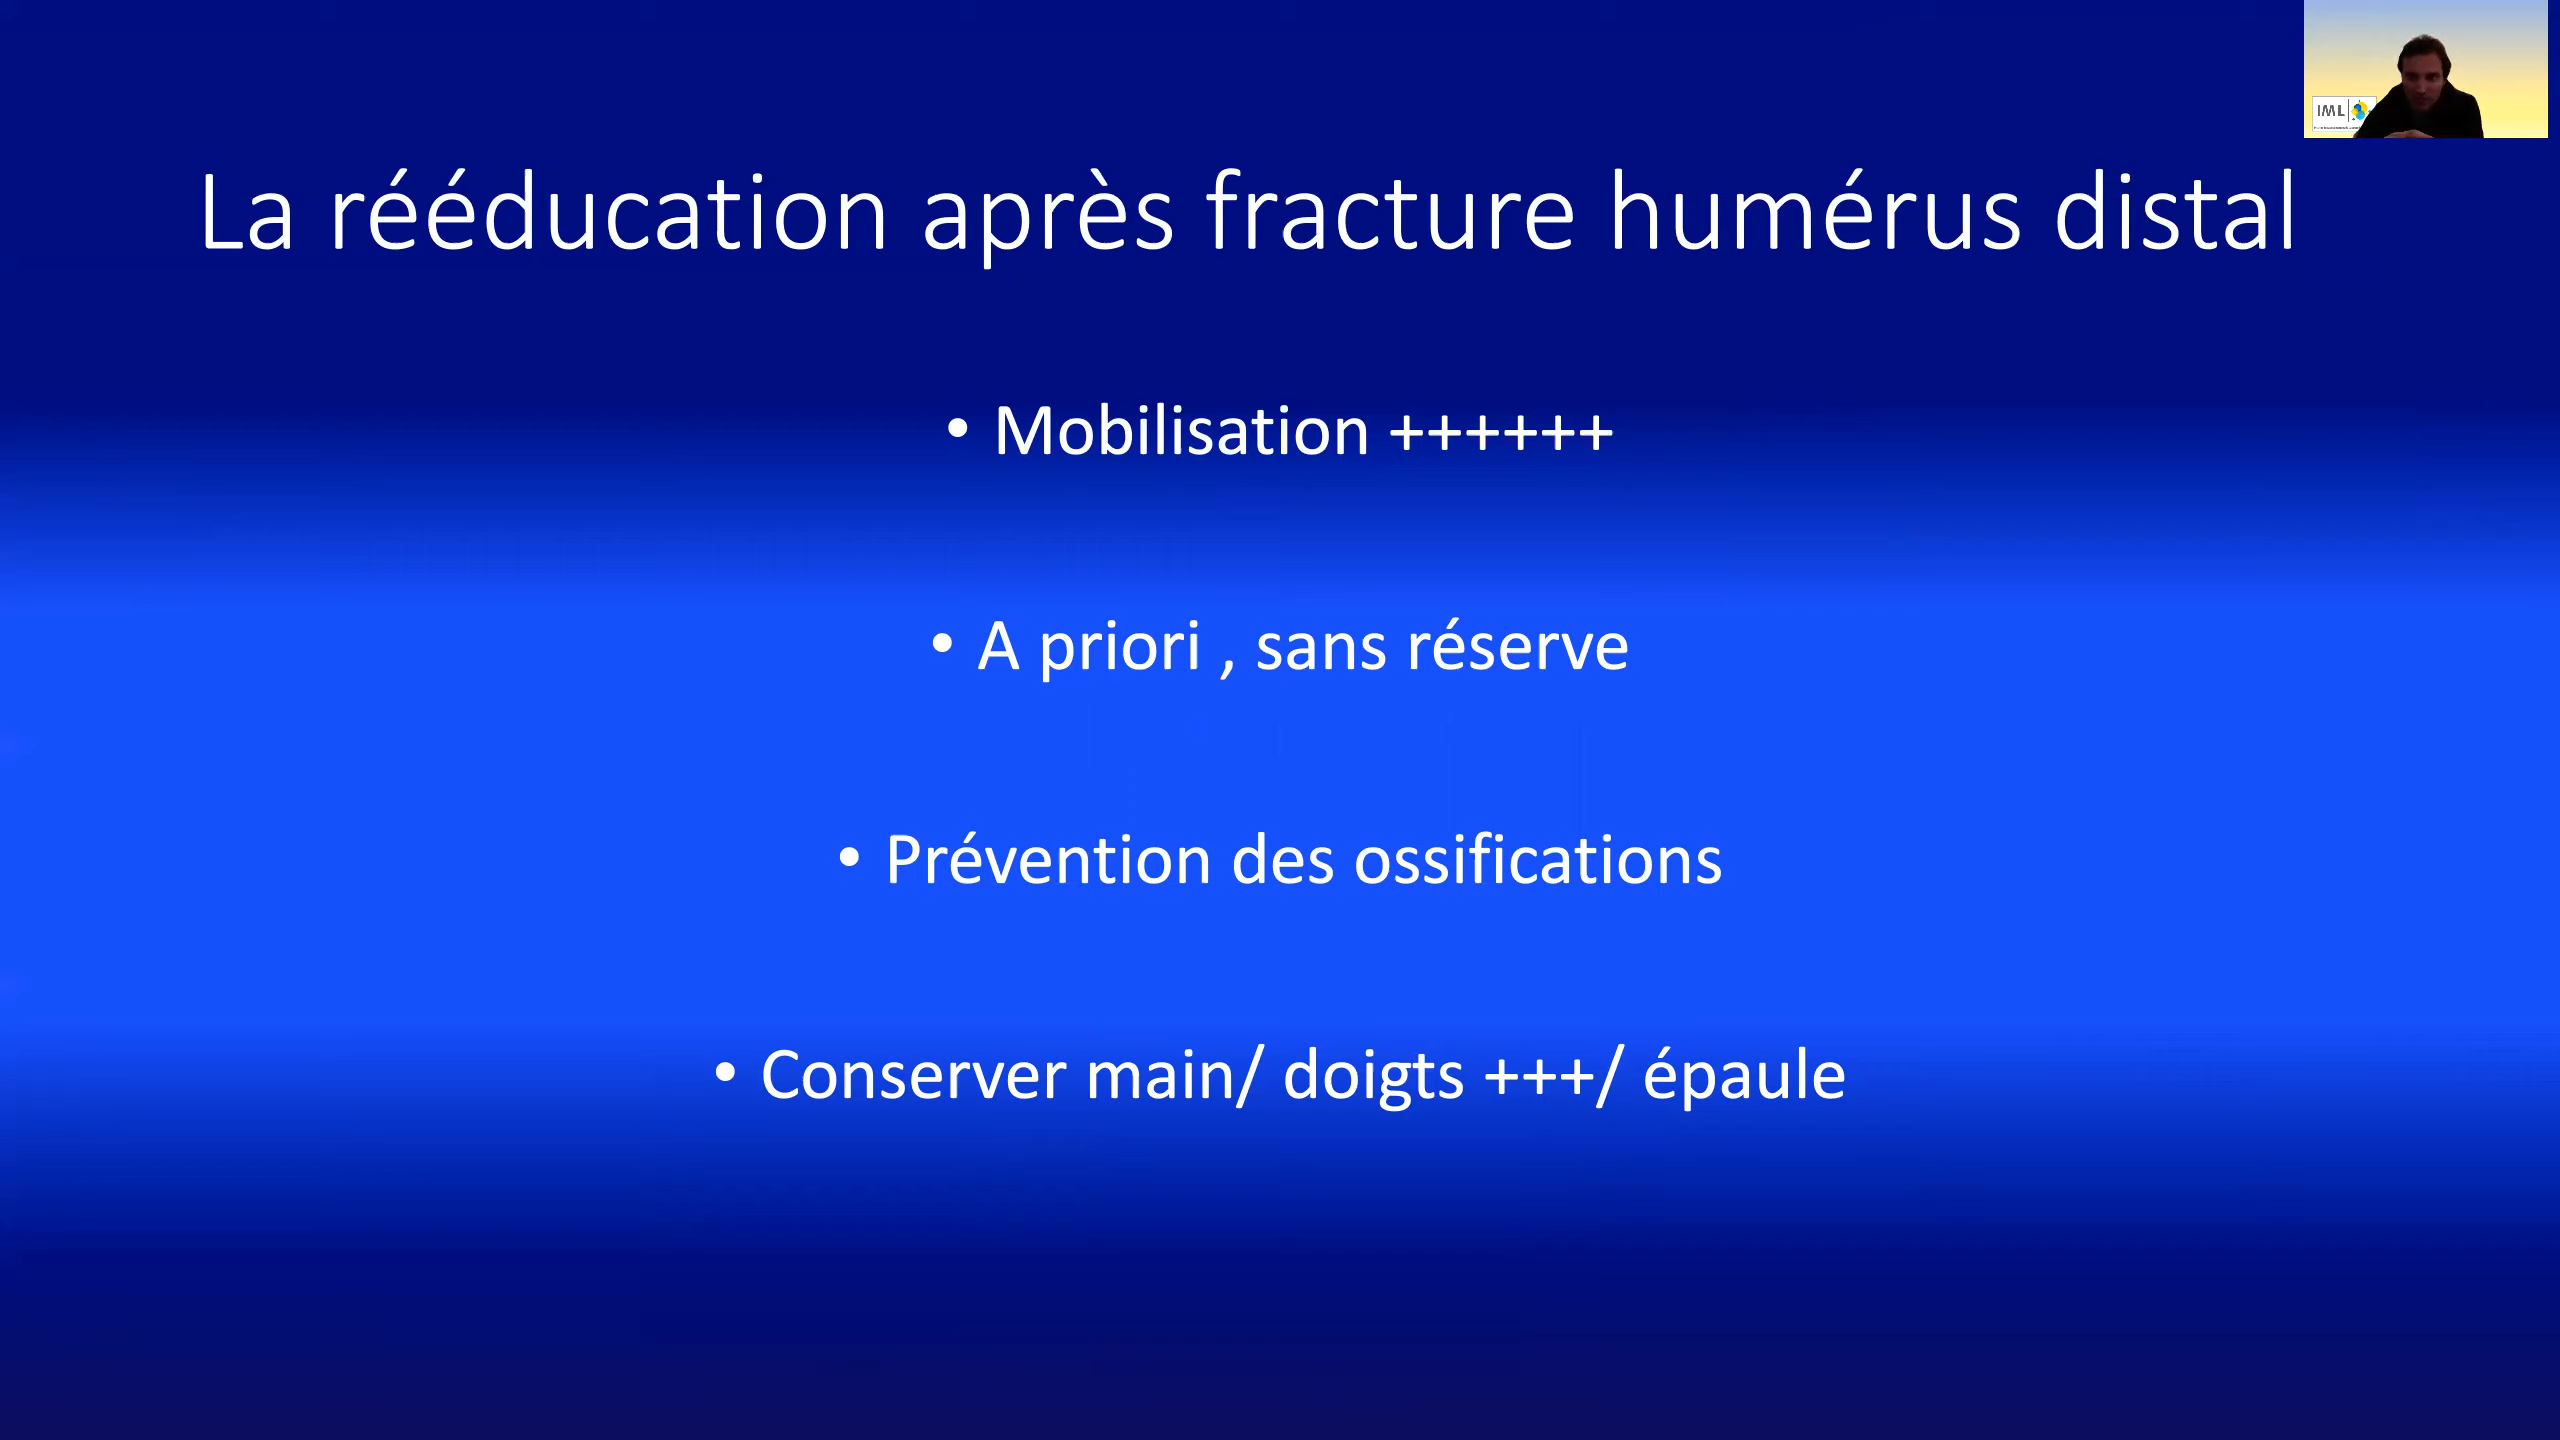 La rééducation après fracture humérus distal
• Mobilisation ++++++
• A priori , sans réserve
• Prévention des ossifications
• Conserver main/ doigts +++/ épaule
IML